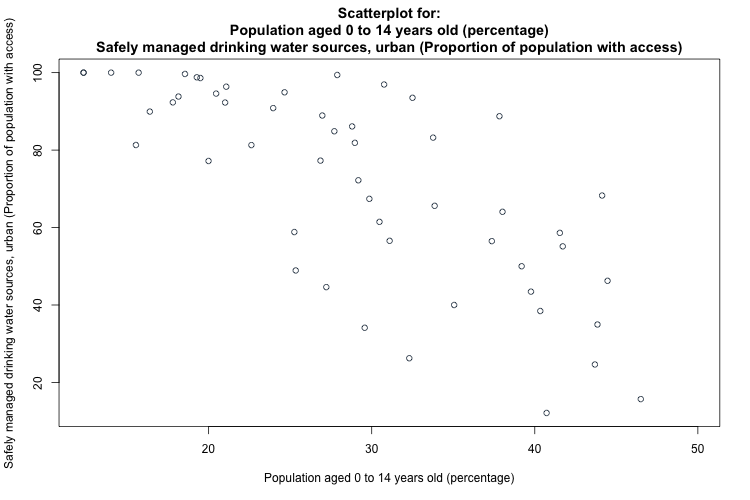 Scatterplot for:
Population aged 0 to 14 years old (percentage)
Safely managed drinking water sources, urban (Proportion of population with access)
Safely managed drinking water sources, urban (Proportion of population with access)
100
80
60
40
20
20
30
40
50
Population aged 0 to 14 years old (percentage)